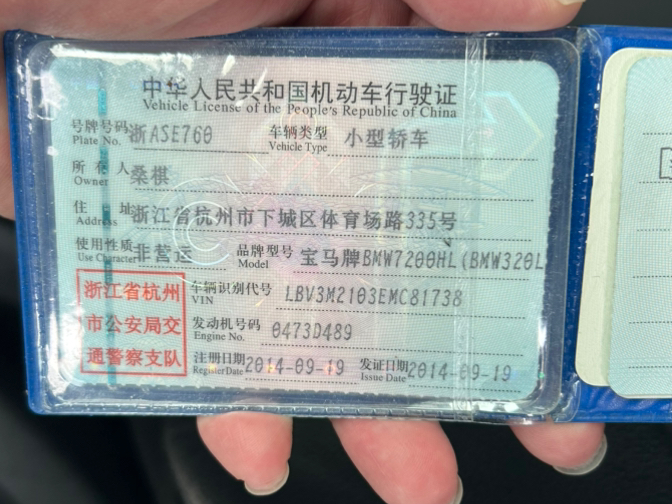 中华人民共和国机动车行驶证
Vehicle License of the People's Republic of China
号牌号码 浙ASE760 车辆类型 小型轿车
Plate No. Vehicle Type
所有人 桑棋
Owner
住址 浙江省杭州市下城区体育场路335号
Address
使用性质 非营运 品牌型号 宝马牌BMW7200HL(BMW320L
Use Character Model
浙江省杭州
市公安局交
通警察支队
车辆识别代号 LBV3M2103EMC81738
VIN
发动机号码 0473D489
Engine No.
注册日期 2014-09-19 发证日期 2014-09-19
Register Date Issue Date